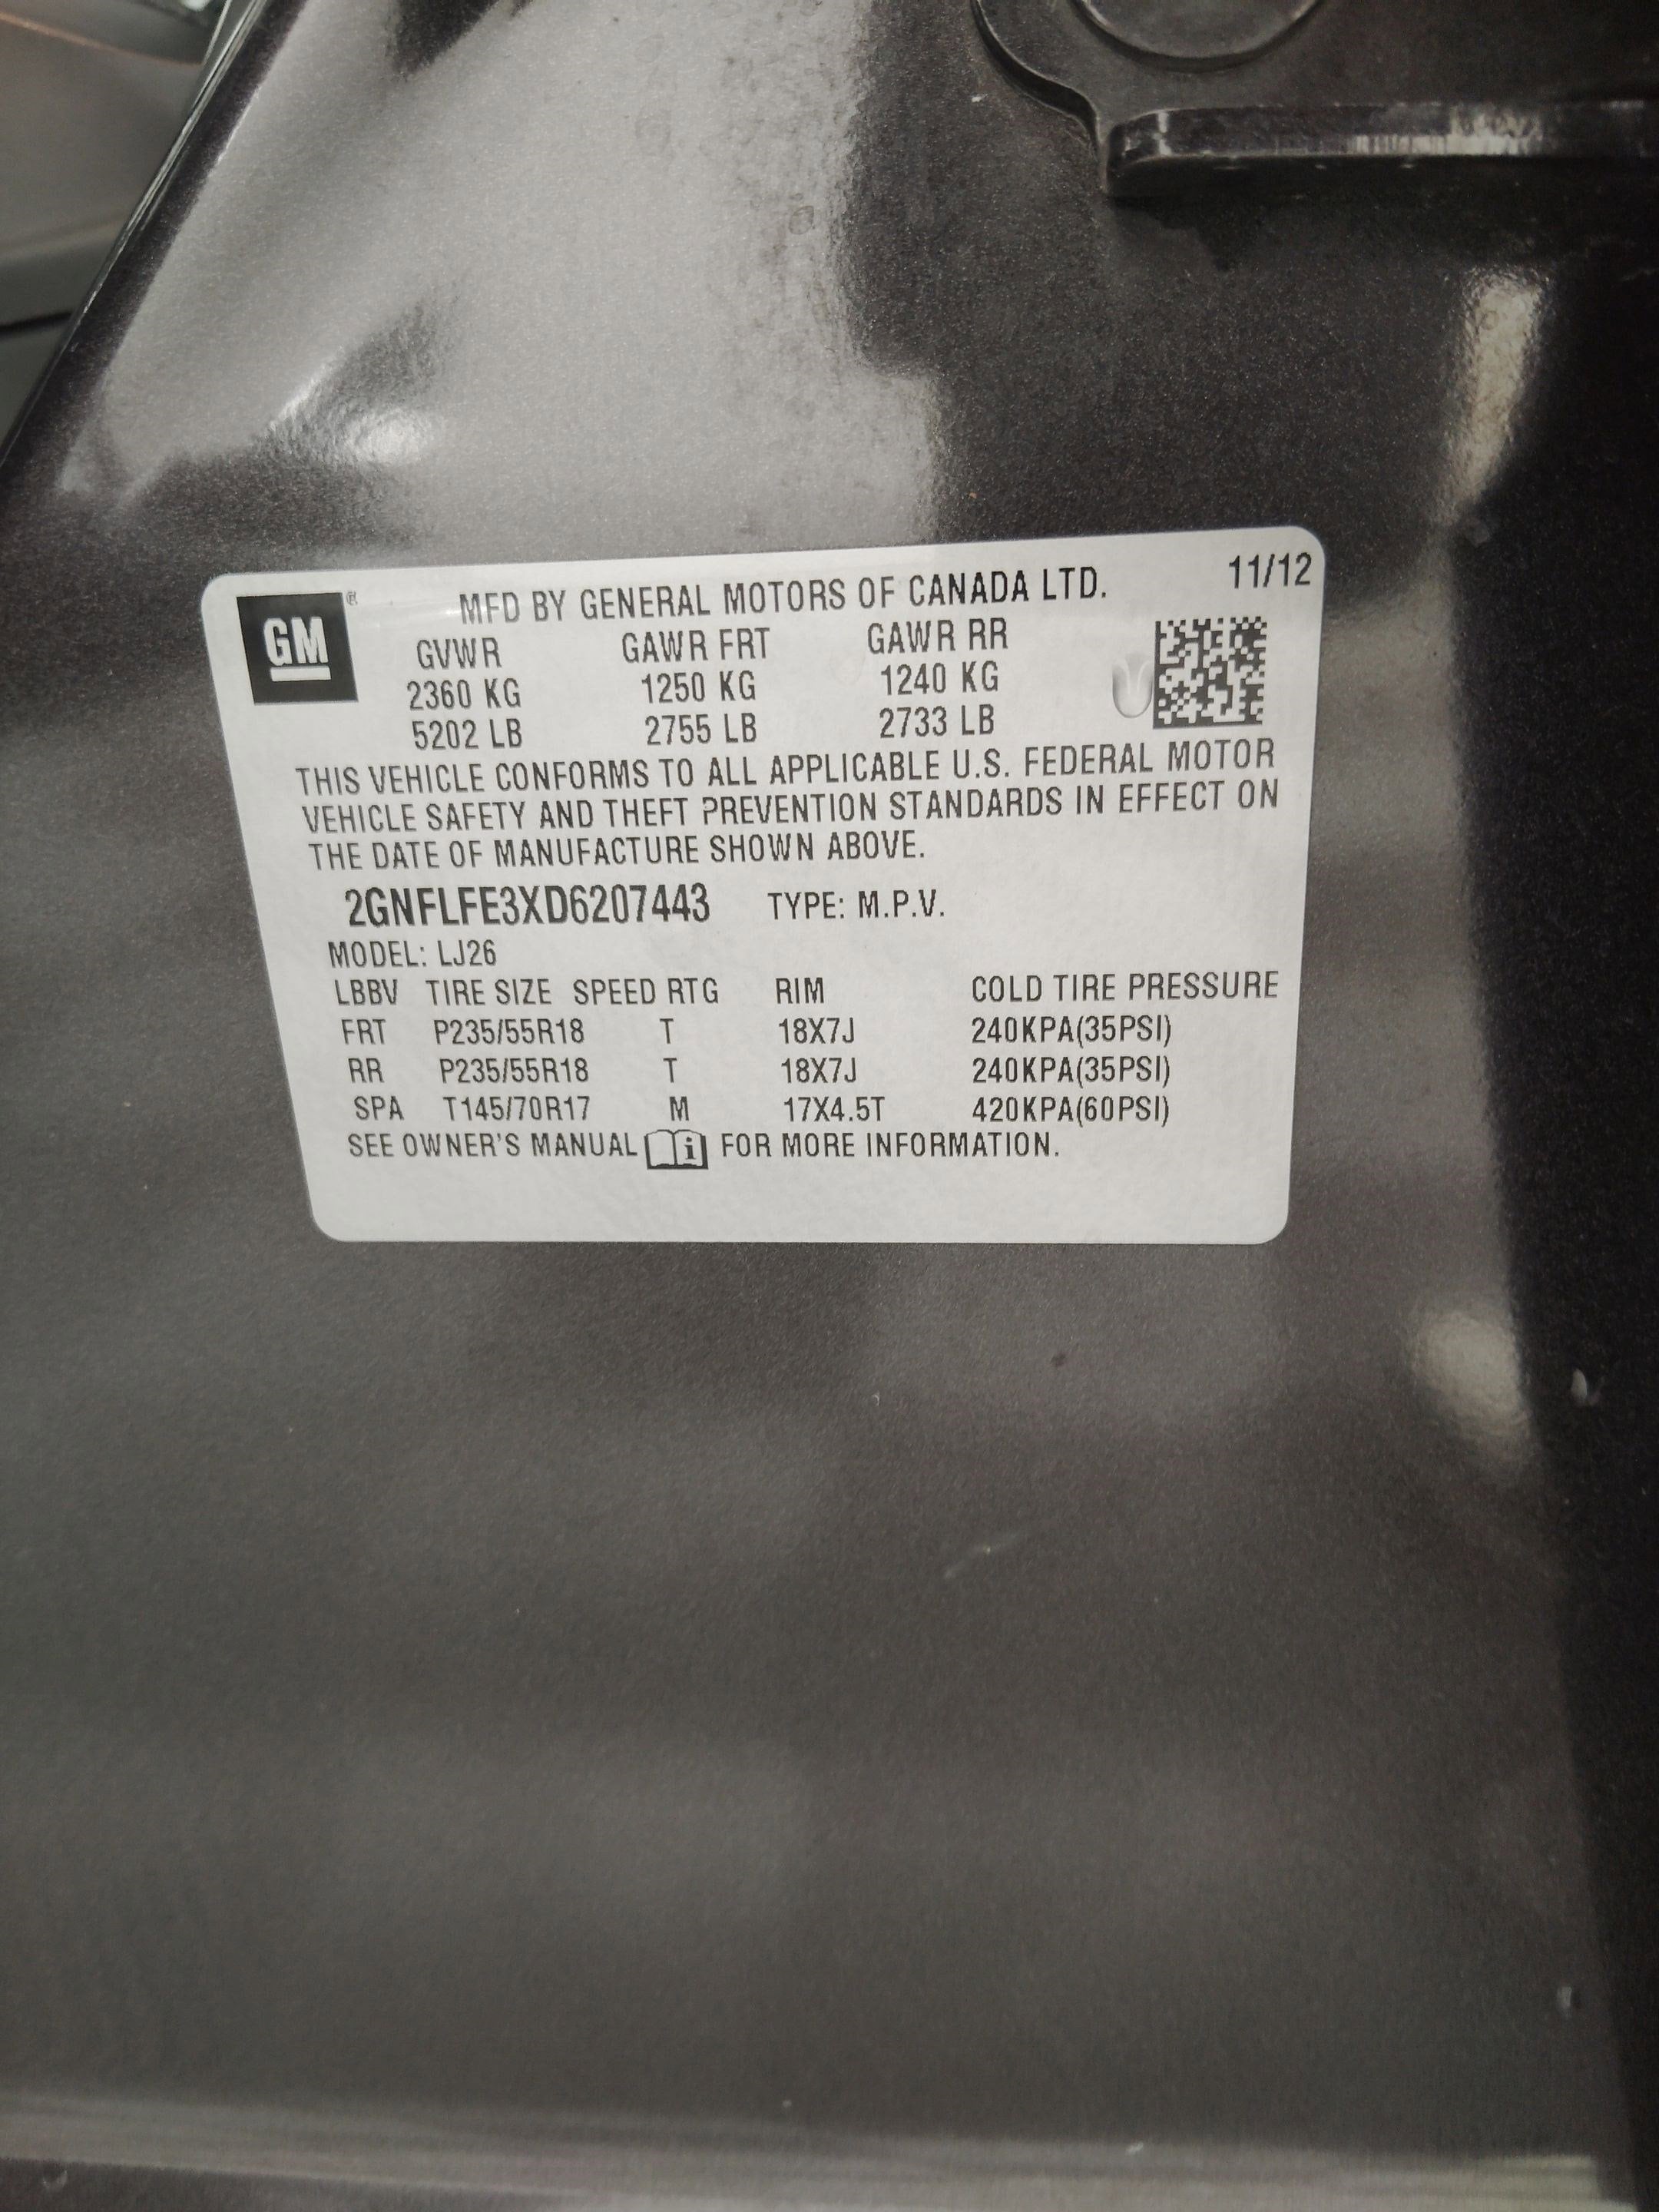 GM®
MFD BY GENERAL MOTORS OF CANADA LTD. 11/12
GVWR GAWR FRT GAWR RR
2360 KG 1250 KG 1240 KG
5202 LB 2755 LB 2733 LB
THIS VEHICLE CONFORMS TO ALL APPLICABLE U.S. FEDERAL MOTOR
VEHICLE SAFETY AND THEFT PREVENTION STANDARDS IN EFFECT ON
THE DATE OF MANUFACTURE SHOWN ABOVE.
2GNFLFE3XD6207443 TYPE: M.P.V.
MODEL: LJ26
LBBV TIRE SIZE SPEED RTG RIM COLD TIRE PRESSURE
FRT P235/55R18 T 18X7J 240KPA(35PSI)
RR P235/55R18 T 18X7J 240KPA(35PSI)
SPA T145/70R17 M 17X4.5T 420KPA(60PSI)
SEE OWNER'S MANUAL i FOR MORE INFORMATION.